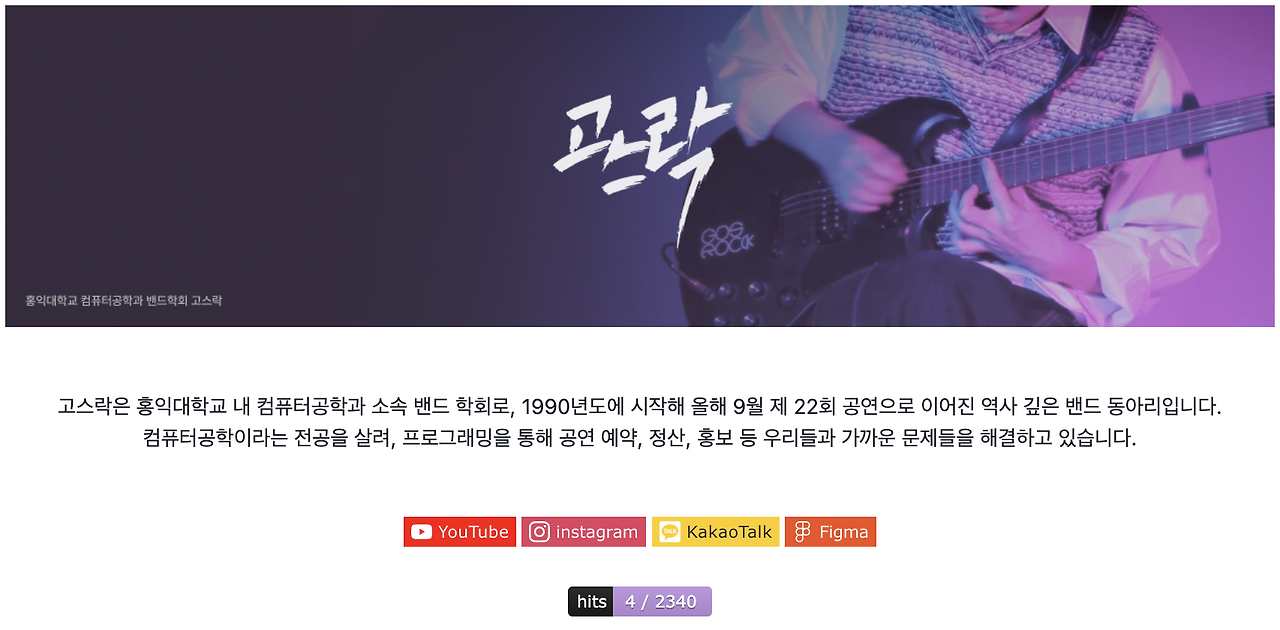 고스락
GOS
ROCK
홍익대학교 컴퓨터공학과 밴드학회 고스락
고스락은 홍익대학교 내 컴퓨터공학과 소속 밴드 학회로, 1990년도에 시작해 올해 9월 제 22회 공연으로 이어진 역사 깊은 밴드 동아리입니다.
컴퓨터공학이라는 전공을 살려, 프로그래밍을 통해 공연 예약, 정산, 홍보 등 우리들과 가까운 문제들을 해결하고 있습니다.
YouTube instagram TALK KakaoTalk Figma
hits 4 / 2340